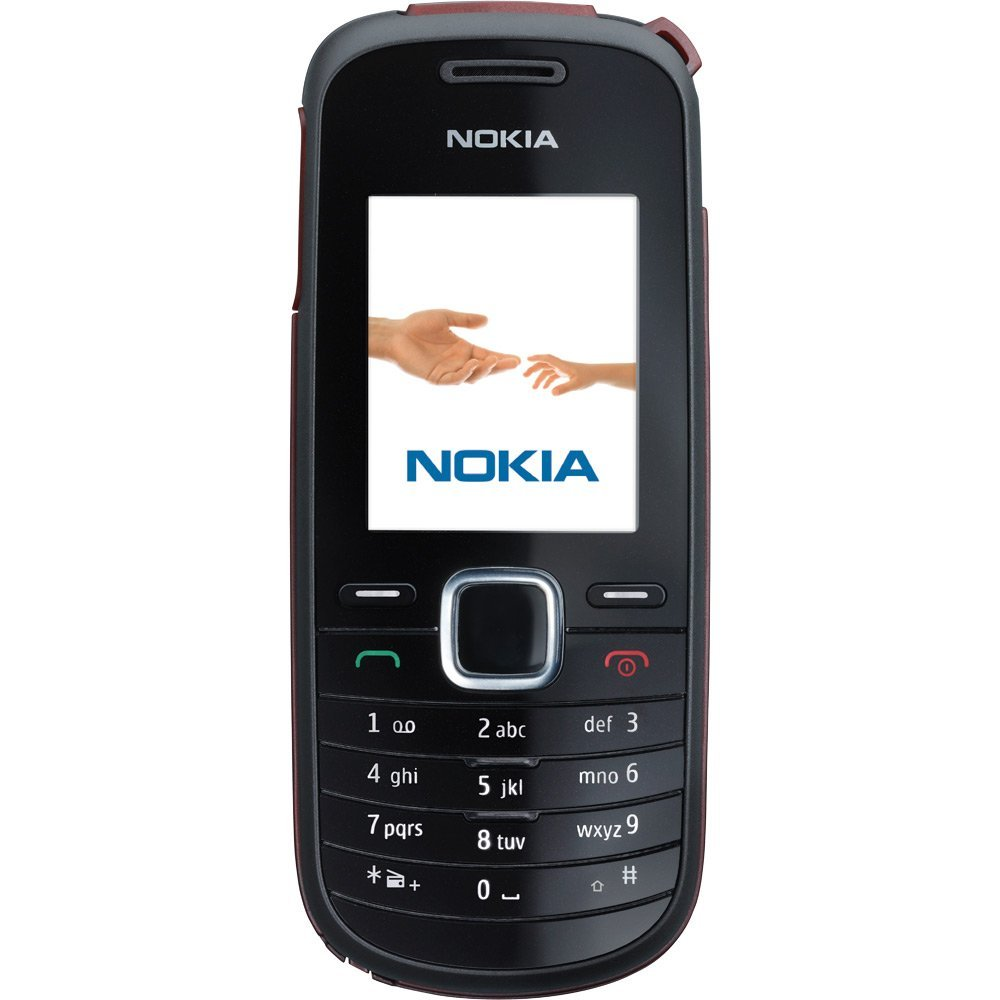 NOKIA
NOKIA
1 2 abc def 3
4 ghi 5 jkl mno 6
7 pqrs 8 tuv wxyz 9
* + 0 #